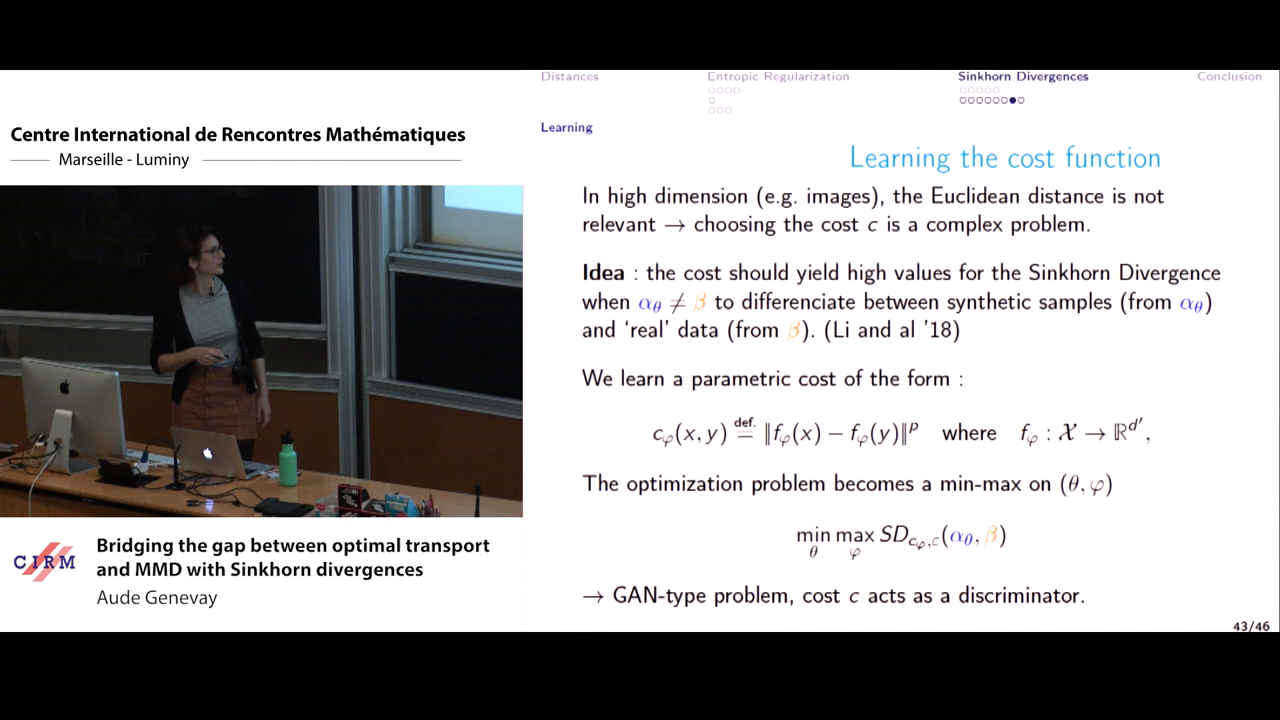 Distances Entropic Regularization Sinkhorn Divergences Conclusion
Learning
Centre International de Rencontres Mathématiques
Marseille - Luminy
Learning the cost function
In high dimension (e.g. images), the Euclidean distance is not
relevant → choosing the cost c is a complex problem.
Idea : the cost should yield high values for the Sinkhorn Divergence
when αθ ≠ β to differenciate between synthetic samples (from αθ)
and ‘real’ data (from β). (Li and al ’18)
We learn a parametric cost of the form :
cφ(x, y) def. = ‖fφ(x) − fφ(y)‖^p where fφ : X → R^d′,
The optimization problem becomes a min-max on (θ, φ)
min θ max φ SD cφ,ε (αθ, β)
→ GAN-type problem, cost c acts as a discriminator.
43/46
CIRM
Bridging the gap between optimal transport
and MMD with Sinkhorn divergences
Aude Genevay